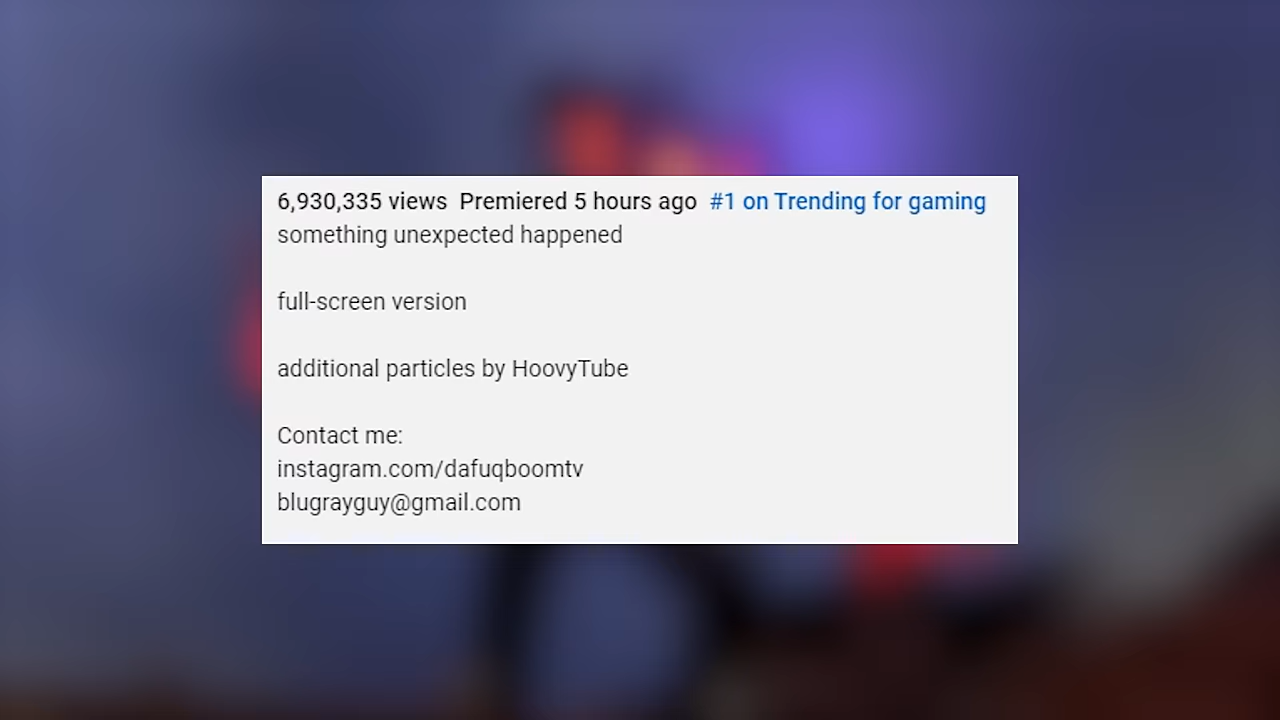 6,930,335 views Premiered 5 hours ago #1 on Trending for gaming
something unexpected happened
full-screen version
additional particles by HoovyTube
Contact me:
instagram.com/dafuqboomtv
blugrayguy@gmail.com